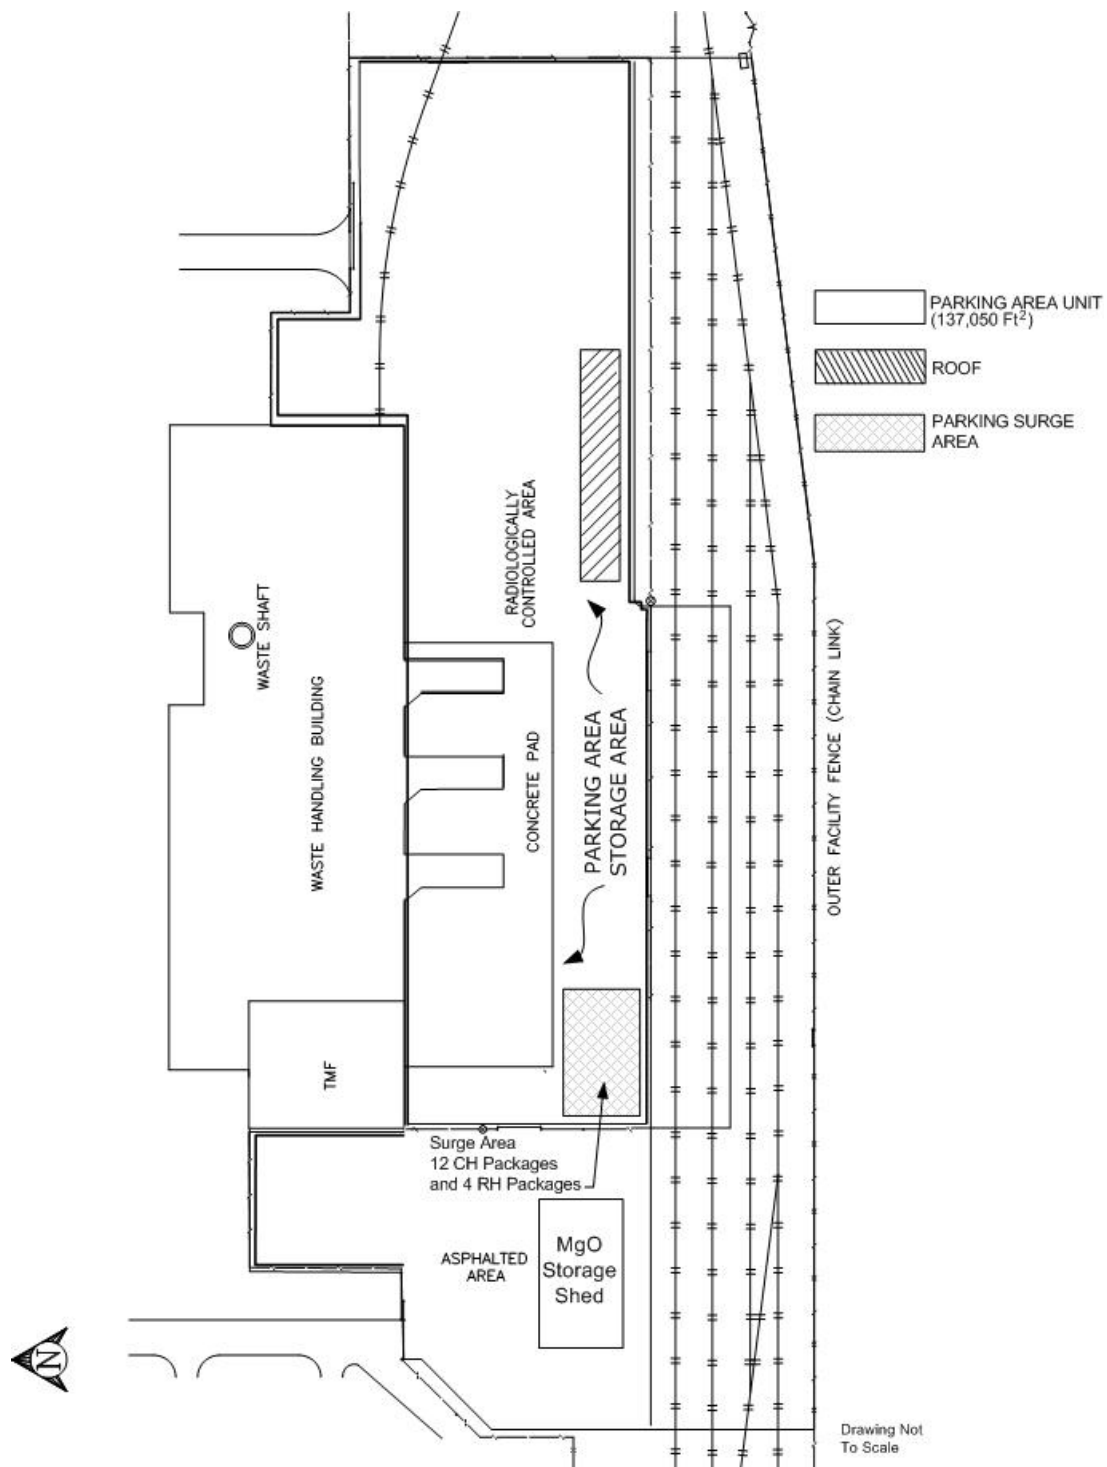 PARKING AREA UNIT
(137,050 Ft²)
ROOF
PARKING SURGE
AREA
RADIOLOGICALLY
CONTROLLED AREA
WASTE SHAFT
WASTE HANDLING BUILDING
CONCRETE PAD
PARKING AREA
STORAGE AREA
OUTER FACILITY FENCE (CHAIN LINK)
TMF
Surge Area
12 CH Packages
and 4 RH Packages
ASPHALTED
AREA
MgO
Storage
Shed
N
Drawing Not
To Scale